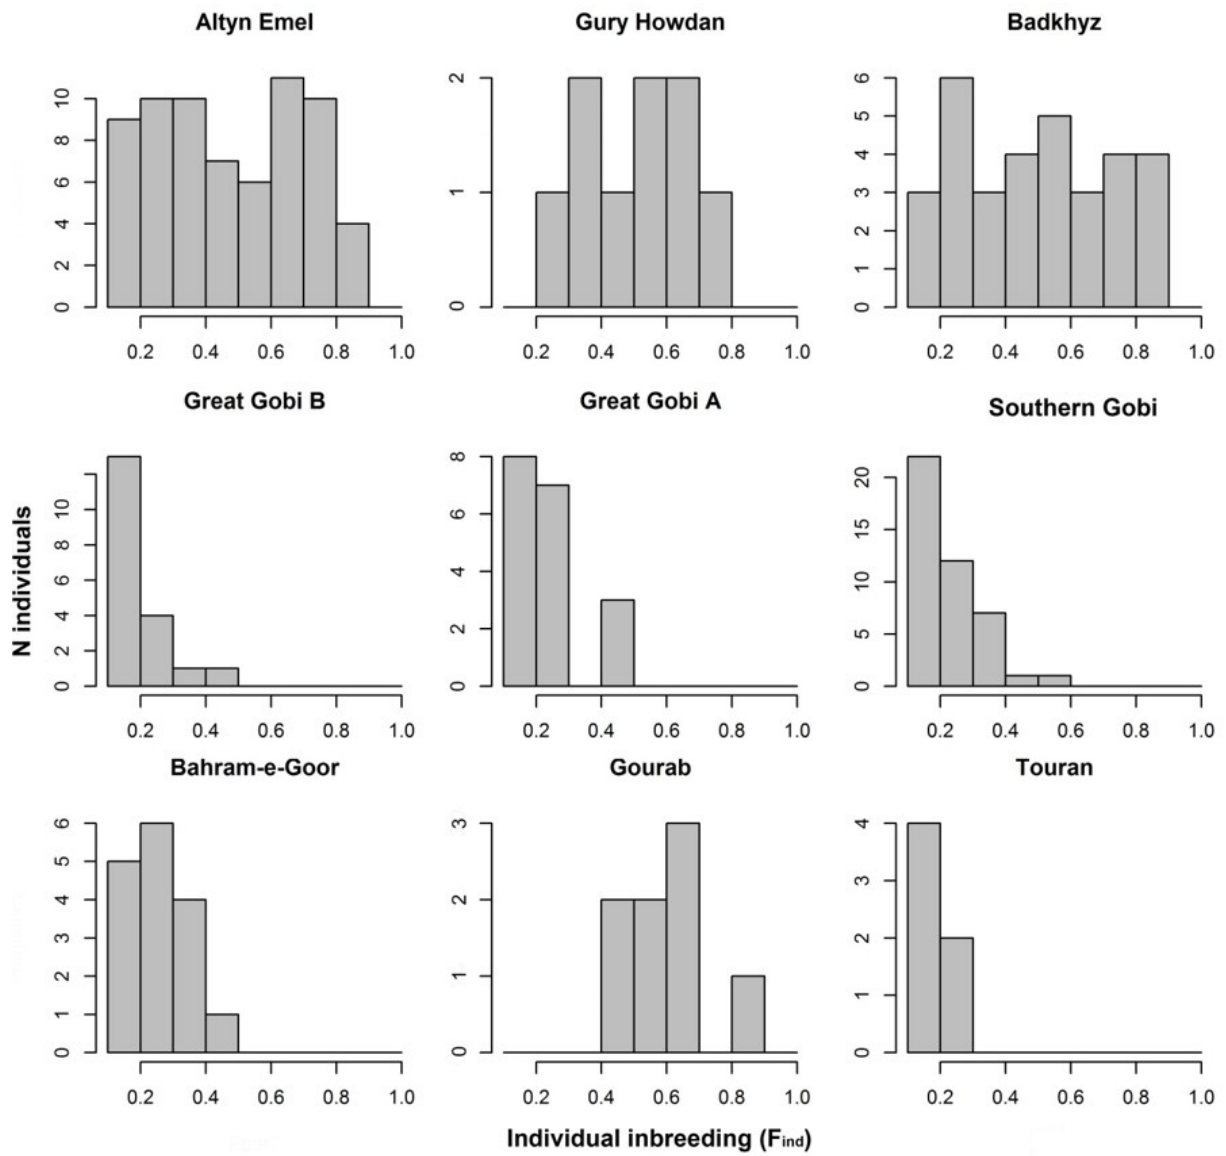 Altyn Emel
Gury Howdan
Badkhyz
10
8
6
4
2
0
0.2 0.4 0.6 0.8 1.0
2
1
0
0.2 0.4 0.6 0.8 1.0
6
5
4
3
2
1
0
0.2 0.4 0.6 0.8 1.0
Great Gobi B
Great Gobi A
Southern Gobi
N individuals
10
8
6
4
2
0
0.2 0.4 0.6 0.8 1.0
8
6
4
2
0
0.2 0.4 0.6 0.8 1.0
20
15
10
5
0
0.2 0.4 0.6 0.8 1.0
Bahram-e-Goor
Gourab
Touran
6
5
4
3
2
1
0
0.2 0.4 0.6 0.8 1.0
3
2
1
0
0.2 0.4 0.6 0.8 1.0
4
3
2
1
0
0.2 0.4 0.6 0.8 1.0
Individual inbreeding (Find)